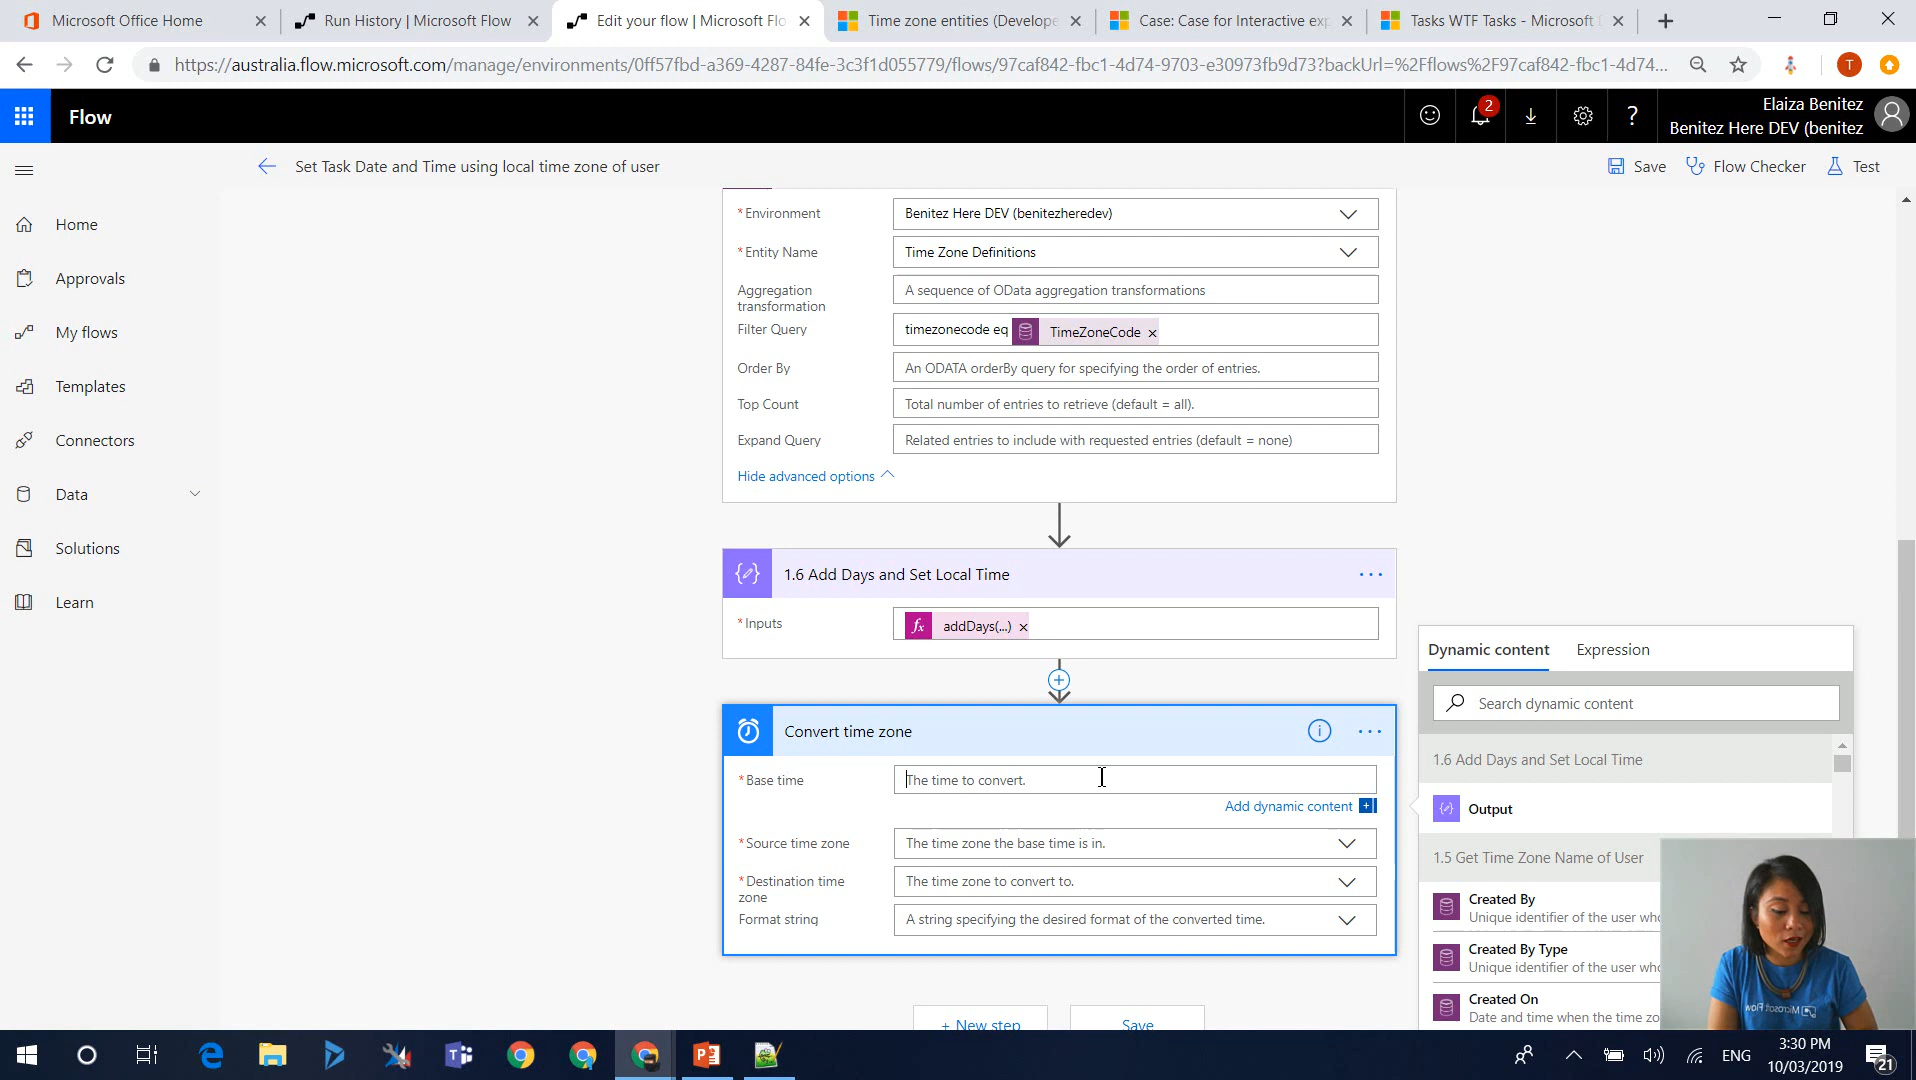 Microsoft Office Home
Run History | Microsoft Flow
Edit your flow | Microsoft Flo
Time zone entities (Develope
Case: Case for Interactive exp
Tasks WTF Tasks - Microsoft
https://australia.flow.microsoft.com/manage/environments/0ff57fbd-a369-4287-84fe-3c3f1d055779/flows/97caf842-fbc1-4d74-9703-e30973fb9d73?backUrl=%2Fflows%2F97caf842-fbc1-4d74...
T
Flow
2
?
Elaiza Benitez
Benitez Here DEV (benitez
Set Task Date and Time using local time zone of user
Save
Flow Checker
Test
Home
Approvals
My flows
Templates
Connectors
Data
Solutions
Learn
*Environment
Benitez Here DEV (benitezheredev)
*Entity Name
Time Zone Definitions
Aggregation
transformation
A sequence of OData aggregation transformations
Filter Query
timezonecode eq TimeZoneCode ×
Order By
An ODATA orderBy query for specifying the order of entries.
Top Count
Total number of entries to retrieve (default = all).
Expand Query
Related entries to include with requested entries (default = none)
Hide advanced options
1.6 Add Days and Set Local Time
*Inputs
fx addDays(...) ×
Convert time zone
*Base time
The time to convert.
Add dynamic content +
*Source time zone
The time zone the base time is in.
*Destination time
zone
The time zone to convert to.
Format string
A string specifying the desired format of the converted time.
+ New step
Save
Dynamic content
Expression
Search dynamic content
1.6 Add Days and Set Local Time
Output
1.5 Get Time Zone Name of User
Created By
Unique identifier of the user who
Created By Type
Unique identifier of the user who
Created On
Date and time when the time zo
ENG
3:30 PM
10/03/2019
21